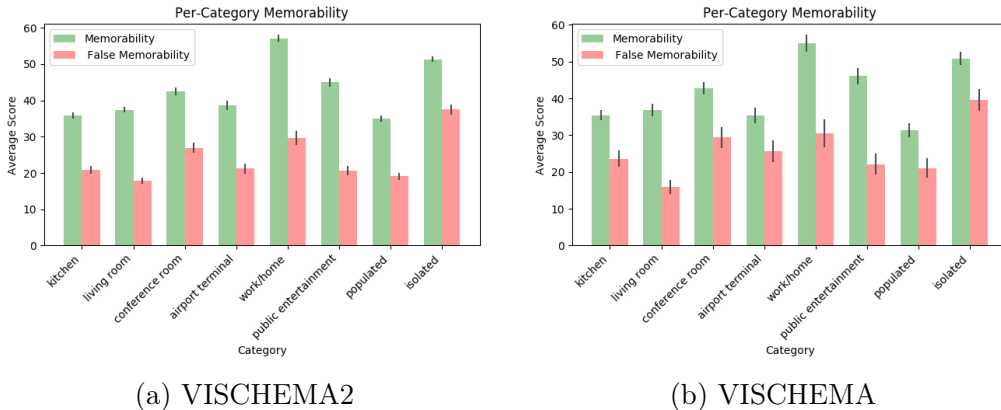 Per-Category Memorability
Memorability
False Memorability
Average Score
60
50
40
30
20
10
0
kitchen
living room
conference room
airport terminal
work/home
public entertainment
populated
isolated
Category
(a) VISCHEMA2
Per-Category Memorability
Memorability
False Memorability
Average Score
60
50
40
30
20
10
0
kitchen
living room
conference room
airport terminal
work/home
public entertainment
populated
isolated
Category
(b) VISCHEMA